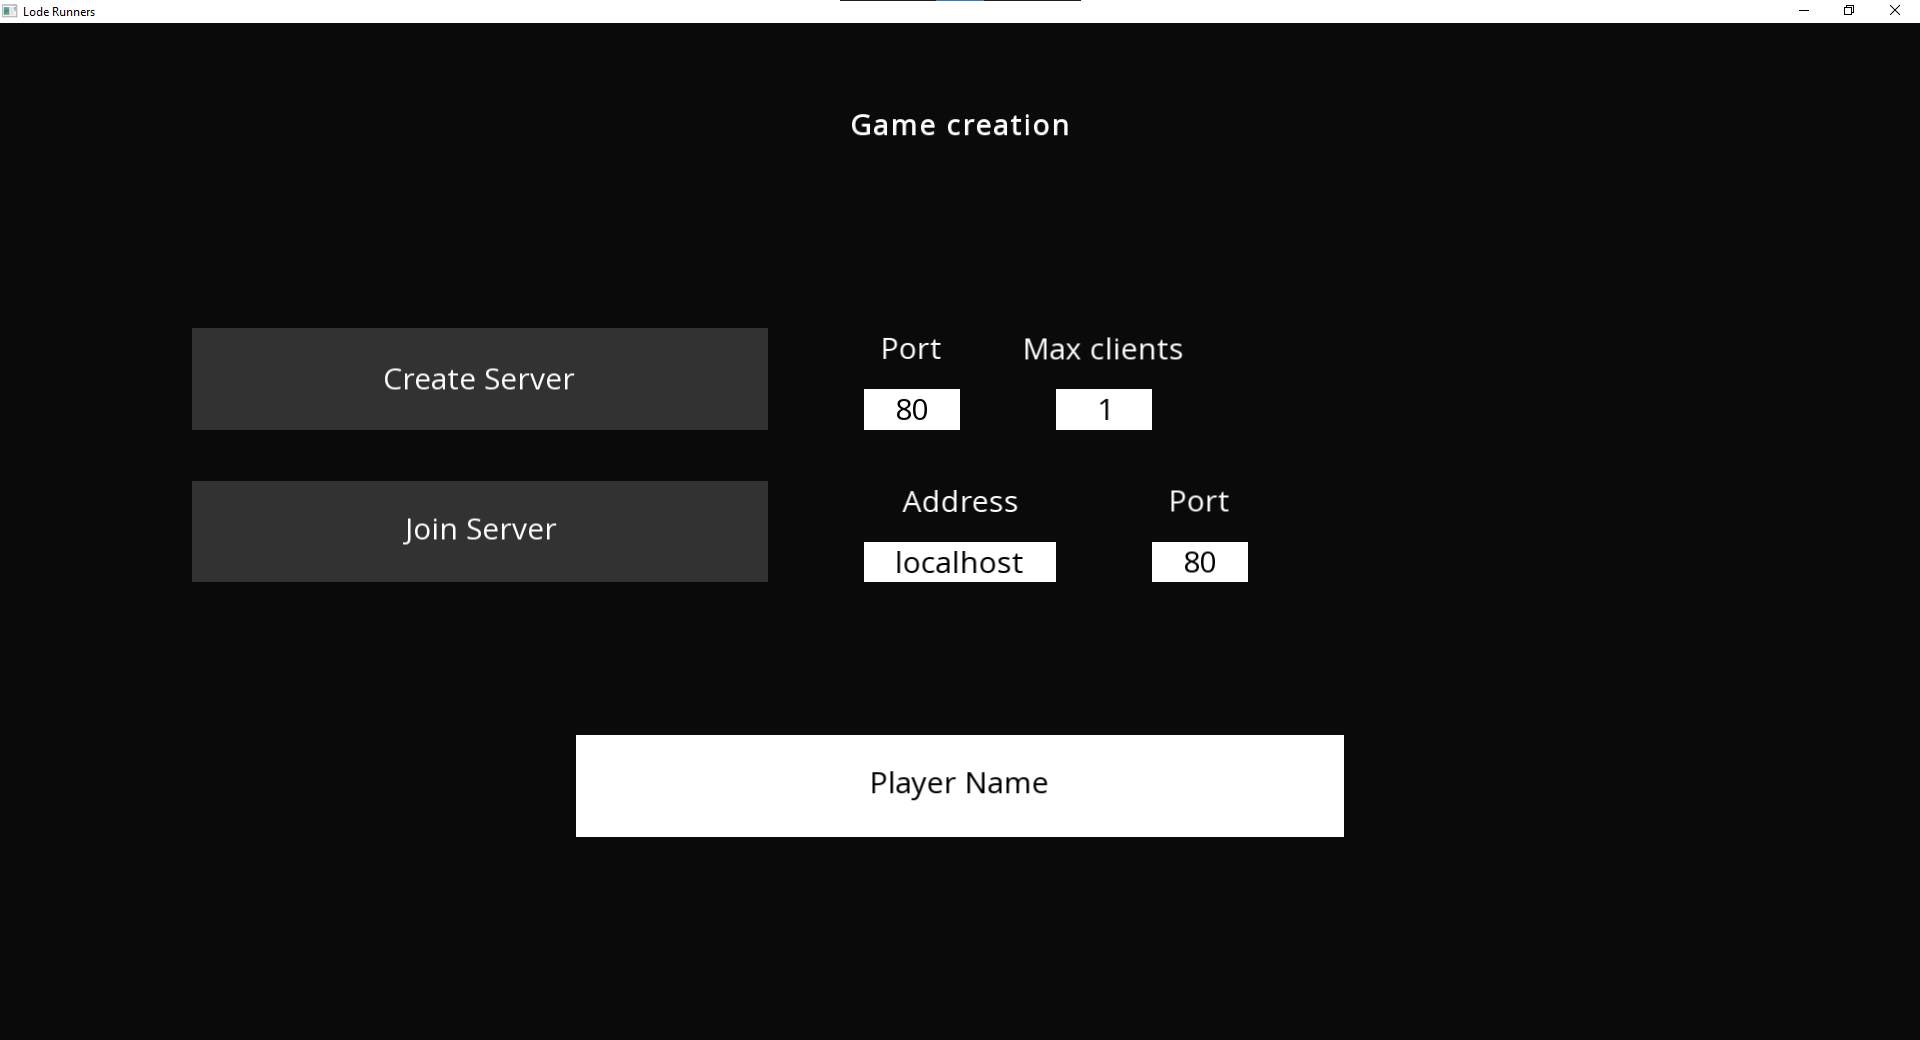 Lode Runners
Game creation
Port Max clients
Create Server
80 1
Address Port
Join Server
localhost 80
Player Name